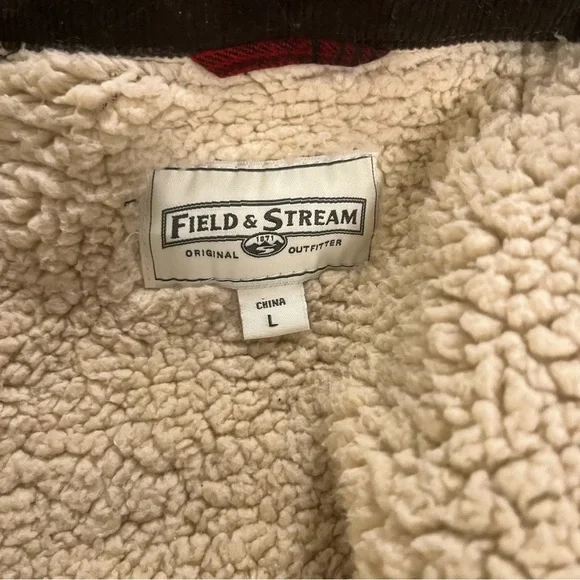 FIELD & STREAM
1871
ORIGINAL OUTFITTER
CHINA
L